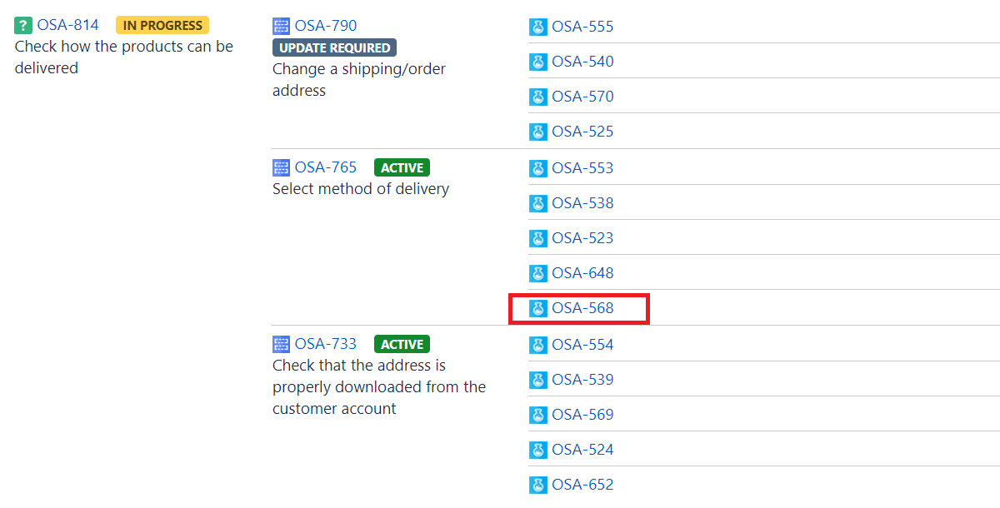 OSA-814 IN PROGRESS
Check how the products can be
delivered
OSA-790
UPDATE REQUIRED
Change a shipping/order
address
OSA-555
OSA-540
OSA-570
OSA-525
OSA-765 ACTIVE
Select method of delivery
OSA-553
OSA-538
OSA-523
OSA-648
OSA-568
OSA-733 ACTIVE
Check that the address is
properly downloaded from the
customer account
OSA-554
OSA-539
OSA-569
OSA-524
OSA-652